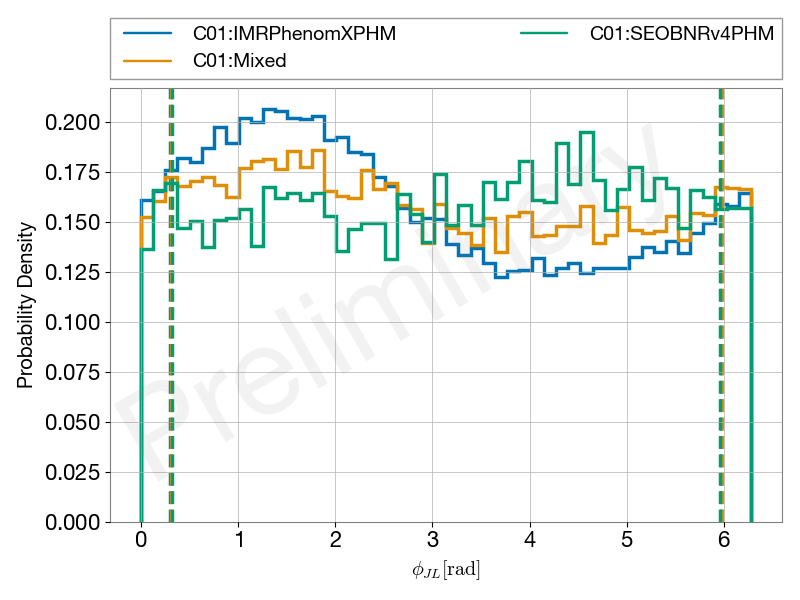 C01:IMRPhenomXPHM
C01:Mixed
C01:SEOBNRv4PHM
0.200
0.175
0.150
0.125
0.100
0.075
0.050
0.025
0.000
Probability Density
Preliminary
0 1 2 3 4 5 6
ϕ_JL[rad]